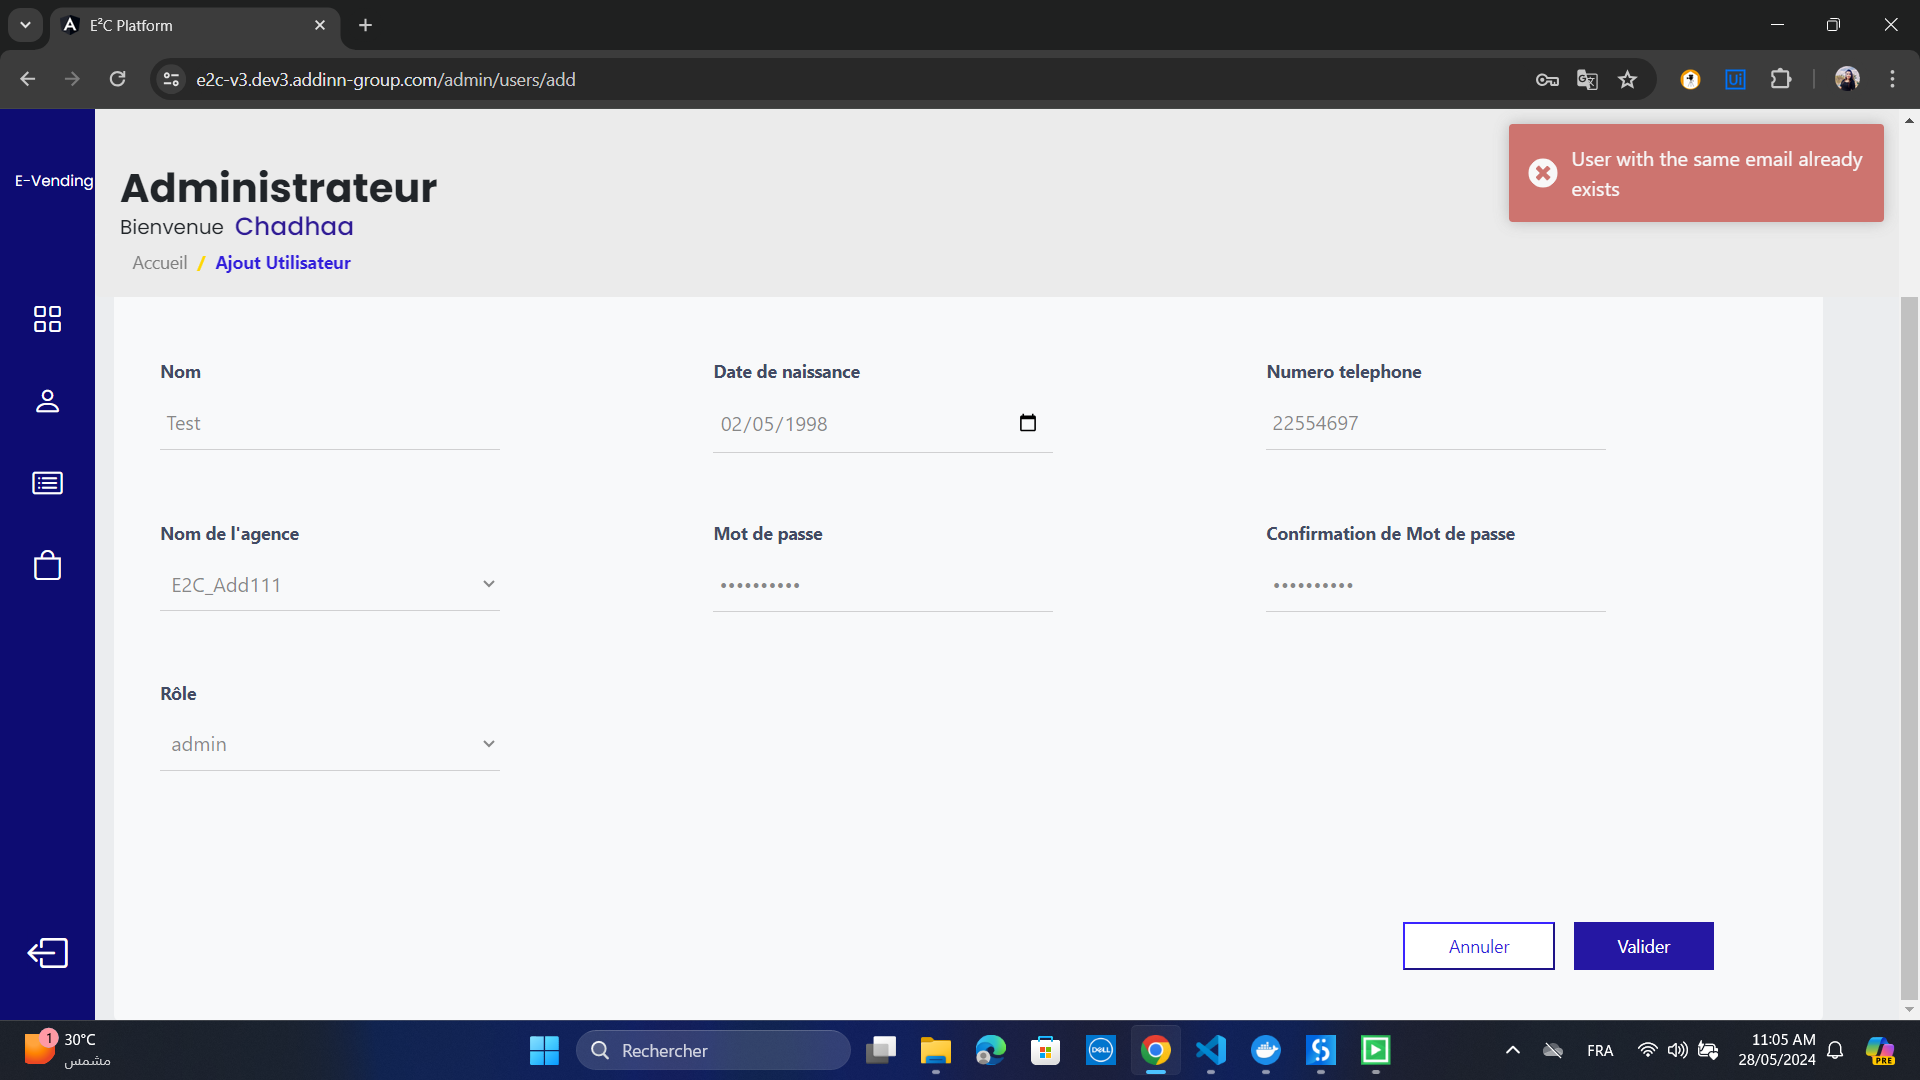 E²C Platform
e2c-v3.dev3.addinn-group.com/admin/users/add
E-Vending
Administrateur
Bienvenue Chadhaa
Accueil / Ajout Utilisateur
User with the same email already
exists
Nom
Date de naissance
Numero telephone
Test
02/05/1998
22554697
Nom de l'agence
Mot de passe
Confirmation de Mot de passe
E2C_Add111
••••••••••
••••••••••
Rôle
admin
Annuler
Valider
1
30°C
مشمس
Rechercher
DELL
FRA
11:05 AM
28/05/2024
PRE
Ui